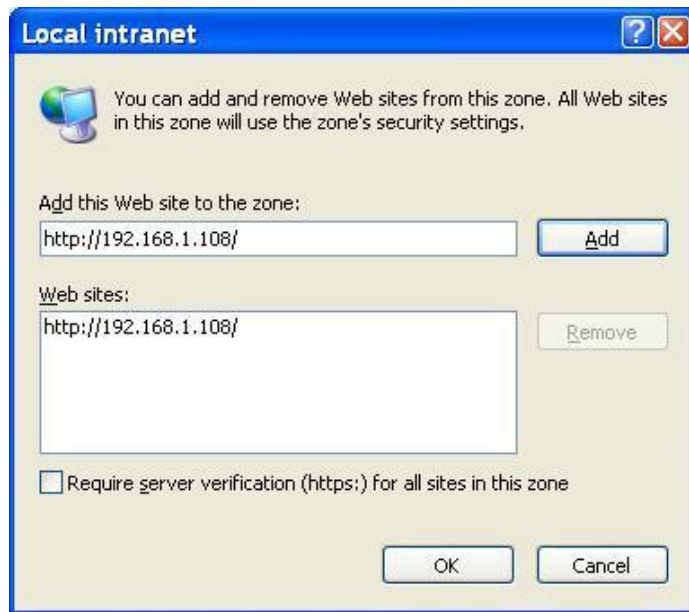 Local intranet
You can add and remove Web sites from this zone. All Web sites
in this zone will use the zone's security settings.
Add this Web site to the zone:
http://192.168.1.108/
Add
Web sites:
http://192.168.1.108/
Remove
Require server verification (https:) for all sites in this zone
OK
Cancel